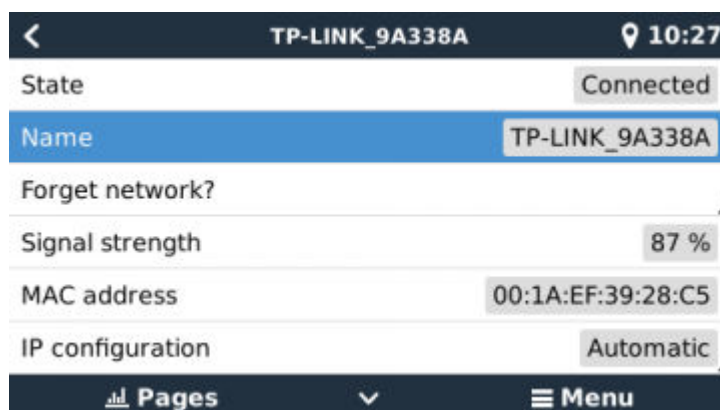 TP-LINK_9A338A 10:27
State Connected
Name TP-LINK_9A338A
Forget network?
Signal strength 87 %
MAC address 00:1A:EF:39:28:C5
IP configuration Automatic
Pages Menu